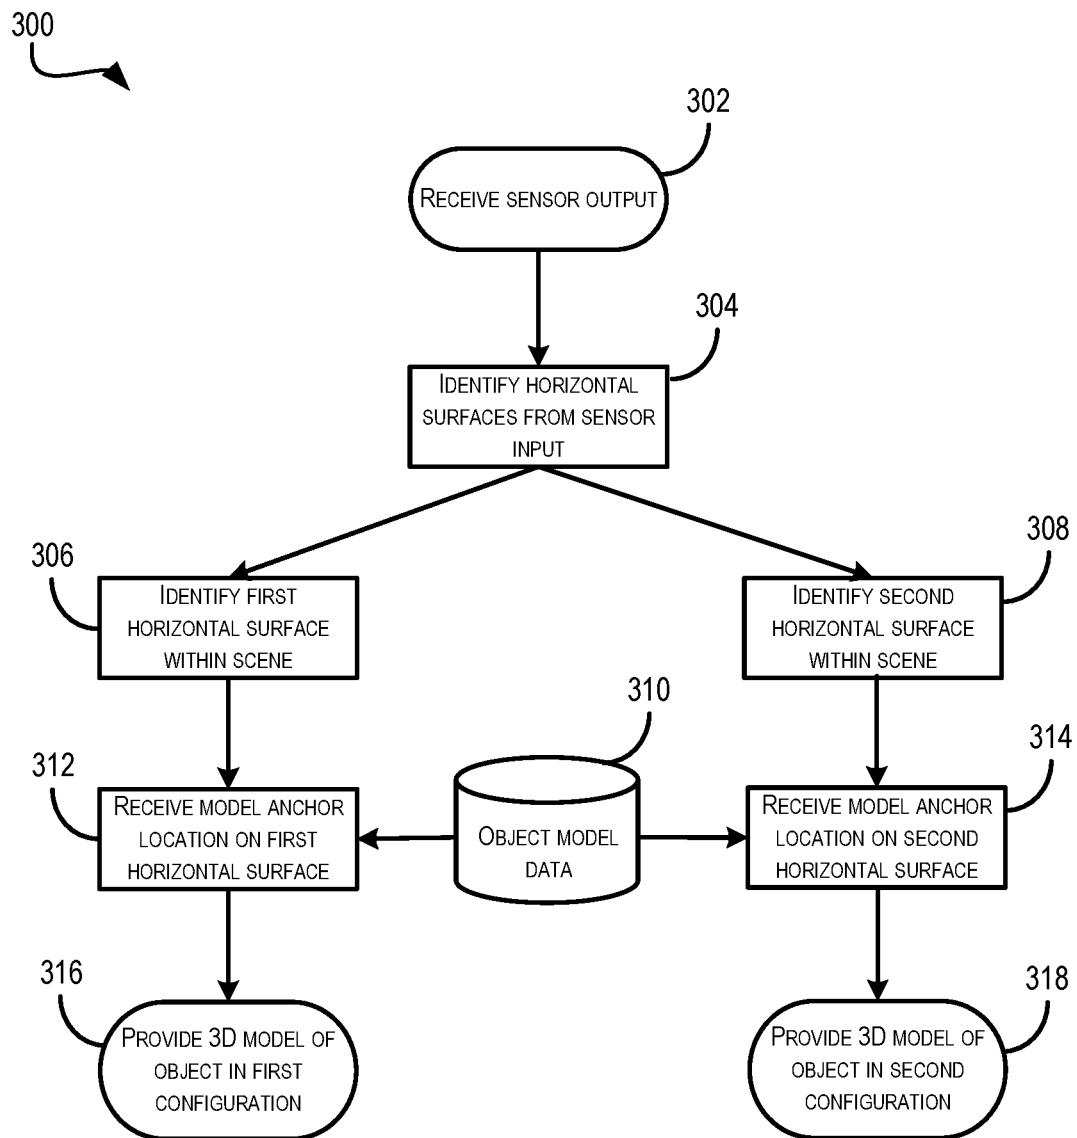 300
302
RECEIVE SENSOR OUTPUT
304
IDENTIFY HORIZONTAL
SURFACES FROM SENSOR
INPUT
306
IDENTIFY FIRST
HORIZONTAL SURFACE
WITHIN SCENE
308
IDENTIFY SECOND
HORIZONTAL SURFACE
WITHIN SCENE
310
OBJECT MODEL
DATA
312
RECEIVE MODEL ANCHOR
LOCATION ON FIRST
HORIZONTAL SURFACE
314
RECEIVE MODEL ANCHOR
LOCATION ON SECOND
HORIZONTAL SURFACE
316
PROVIDE 3D MODEL OF
OBJECT IN FIRST
CONFIGURATION
318
PROVIDE 3D MODEL OF
OBJECT IN SECOND
CONFIGURATION